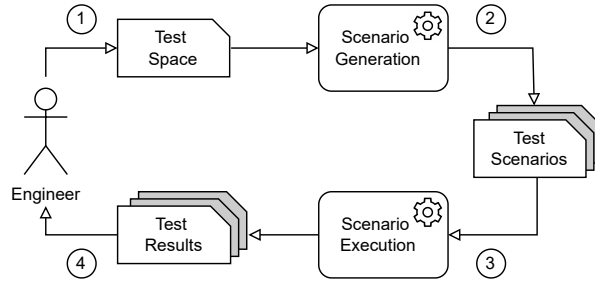 1
Test
Space
Scenario
Generation
2
Test
Scenarios
Engineer
Test
Results
Scenario
Execution
4
3